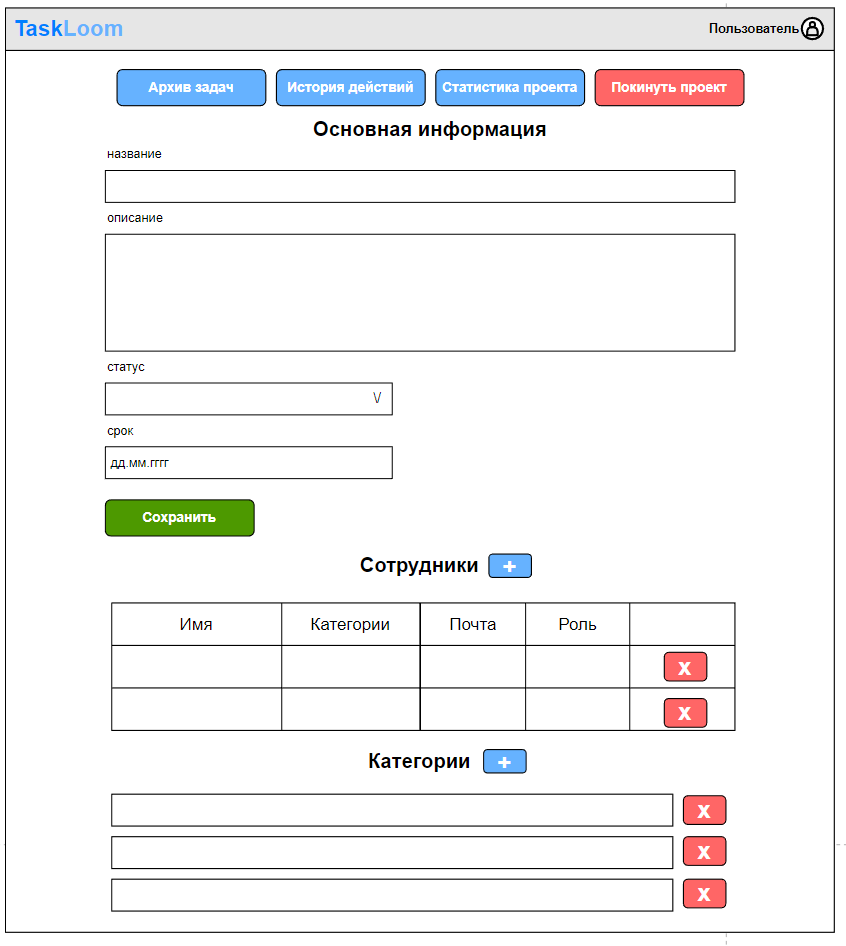 TaskLoom
Пользователь
Архив задач
История действий
Статистика проекта
Покинуть проект
Основная информация
название
описание
статус
\/
срок
дд.мм.гггг
Сохранить
Сотрудники +
Имя Категории Почта Роль
X
X
Категории +
X
X
X